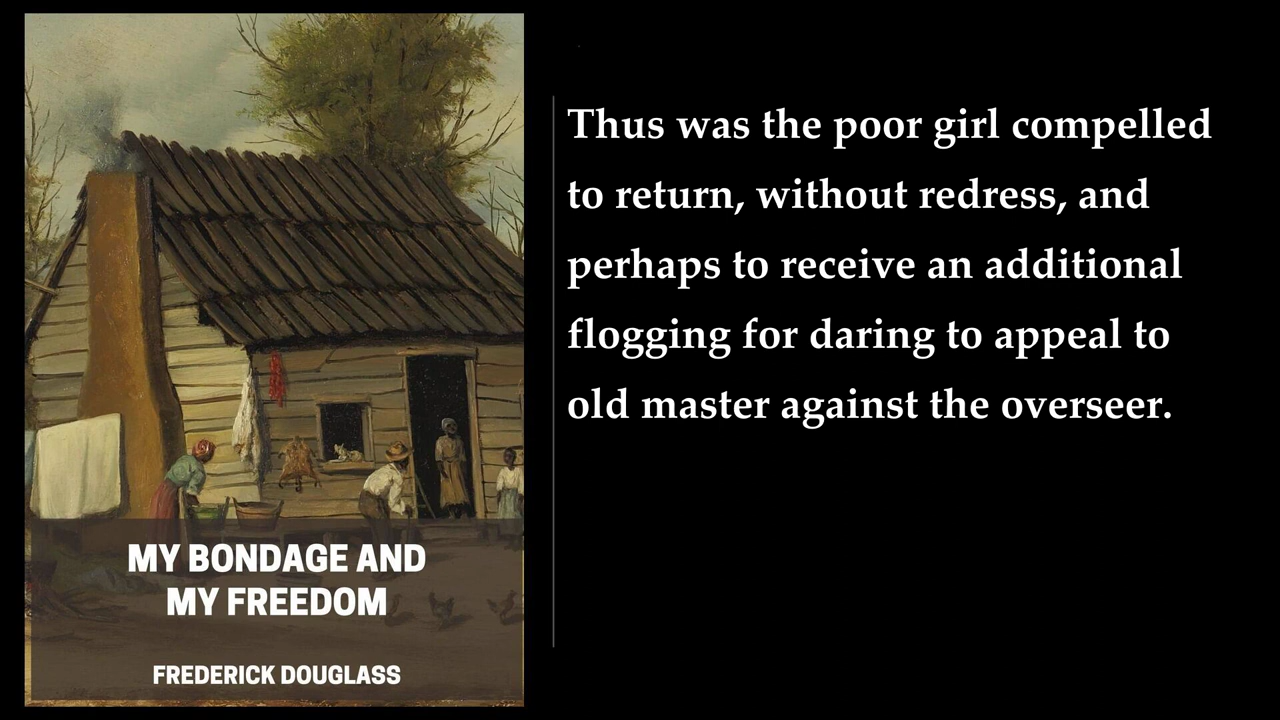 MY BONDAGE AND
MY FREEDOM
FREDERICK DOUGLASS
Thus was the poor girl compelled
to return, without redress, and
perhaps to receive an additional
flogging for daring to appeal to
old master against the overseer.